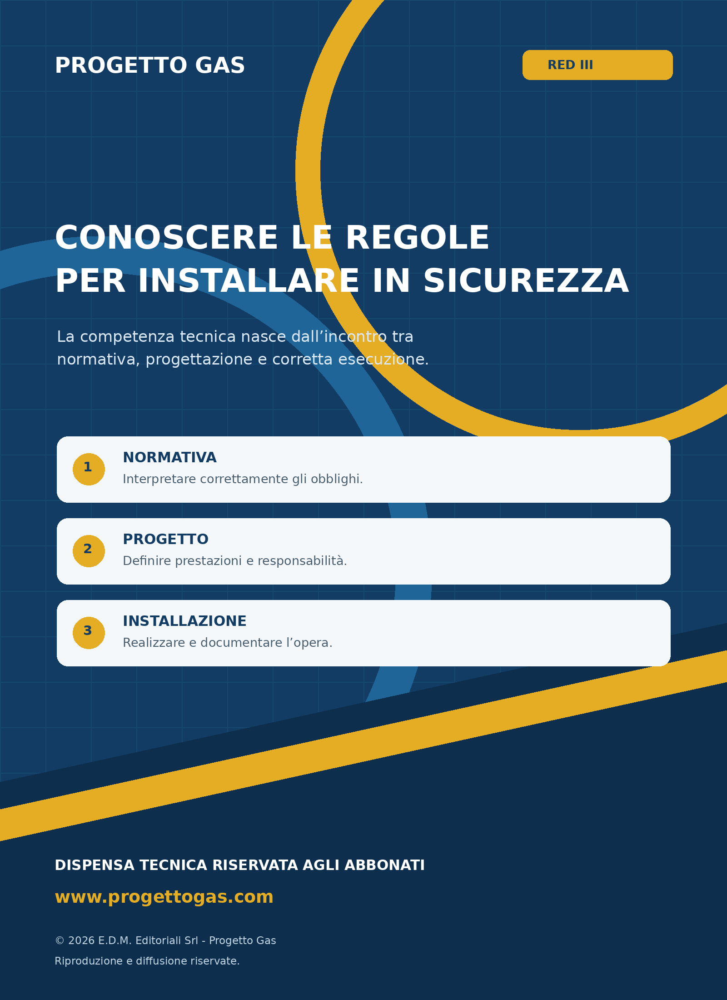 PROGETTO GAS
RED III
CONOSCERE LE REGOLE
PER INSTALLARE IN SICUREZZA
La competenza tecnica nasce dall’incontro tra
normativa, progettazione e corretta esecuzione.
1
NORMATIVA
Interpretare correttamente gli obblighi.
2
PROGETTO
Definire prestazioni e responsabilità.
3
INSTALLAZIONE
Realizzare e documentare l’opera.
DISPENSA TECNICA RISERVATA AGLI ABBONATI
www.progettogas.com
© 2026 E.D.M. Editoriali Srl - Progetto Gas
Riproduzione e diffusione riservate.